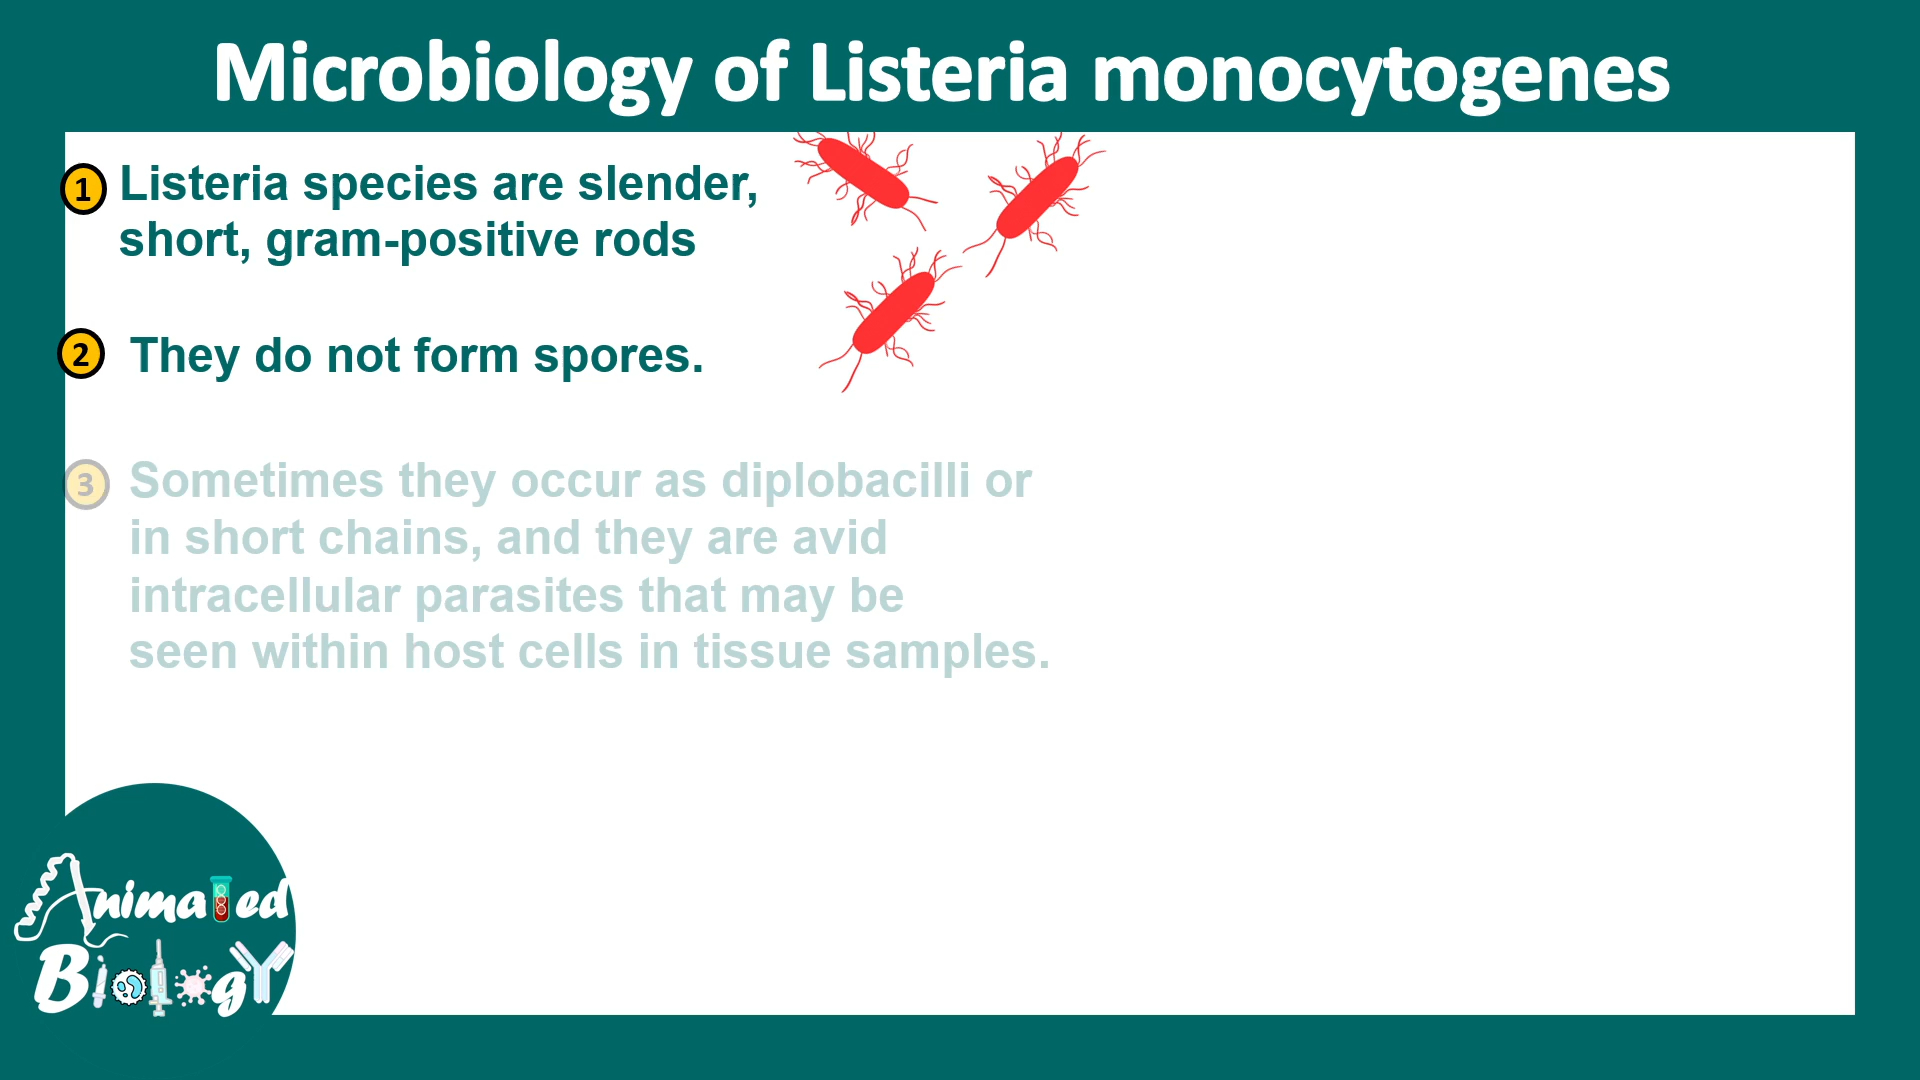 Microbiology of Listeria monocytogenes
1 Listeria species are slender,
short, gram-positive rods
2 They do not form spores.
3 Sometimes they occur as diplobacilli or
in short chains, and they are avid
intracellular parasites that may be
seen within host cells in tissue samples.
Animated
Biology